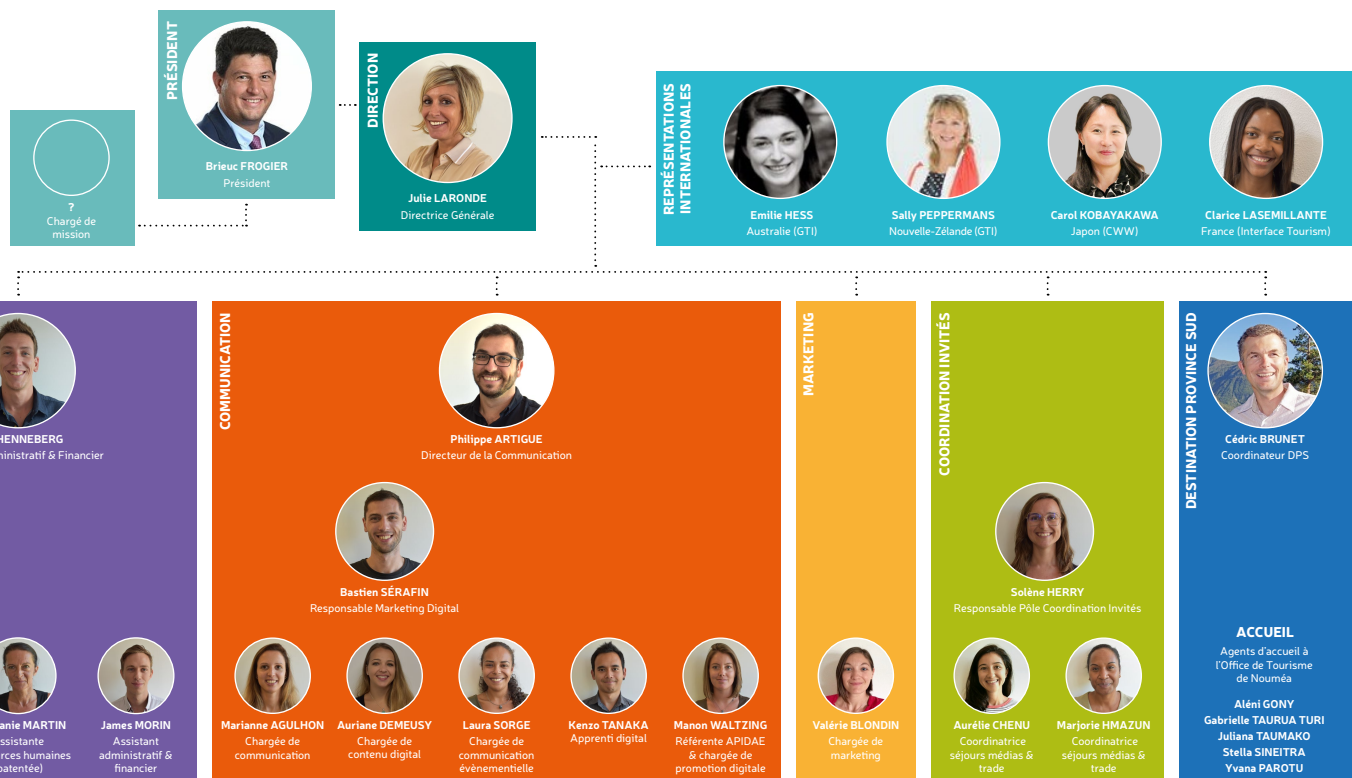 PRÉSIDENT
Brieuc FROGIER
Président
DIRECTION
Julie LARONDE
Directrice Générale
?
Chargé de
mission
REPRÉSENTATIONS
INTERNATIONALES
Emilie HESS
Australie (GTI)
Sally PEPPERMANS
Nouvelle-Zélande (GTI)
Carol KOBAYAKAWA
Japon (CWW)
Clarice LASEMILLANTE
France (Interface Tourism)
HENNEBERG
ministratif & Financier
anie MARTIN
ssistante
rces humaines
patentée)
James MORIN
Assistant
administratif &
financier
COMMUNICATION
Philippe ARTIGUE
Directeur de la Communication
Bastien SÉRAFIN
Responsable Marketing Digital
Marianne AGULHON
Chargée de
communication
Auriane DEMEUSY
Chargée de
contenu digital
Laura SORGE
Chargée de
communication
évènementielle
Kenzo TANAKA
Apprenti digital
Manon WALTZING
Référente APIDAE
& chargée de
promotion digitale
MARKETING
Valérie BLONDIN
Chargée de
marketing
COORDINATION INVITÉS
Solène HERRY
Responsable Pôle Coordination Invités
Aurélie CHENU
Coordinatrice
séjours médias &
trade
Marjorie HMAZUN
Coordinatrice
séjours médias &
trade
DESTINATION PROVINCE SUD
Cédric BRUNET
Coordinateur DPS
ACCUEIL
Agents d'accueil à
l'Office de Tourisme
de Nouméa
Aléni GONY
Gabrielle TAURUA TURI
Juliana TAUMAKO
Stella SINEITRA
Yvana PAROTU